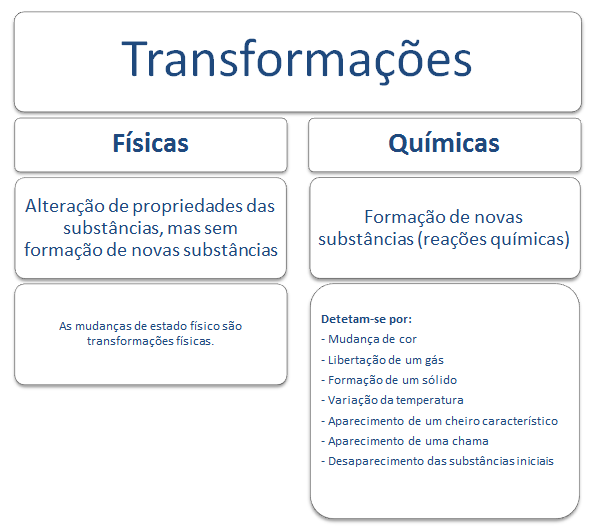 Transformações
Físicas
Químicas
Alteração de propriedades das
substâncias, mas sem
formação de novas substâncias
Formação de novas
substâncias (reações químicas)
As mudanças de estado físico são
transformações físicas.
Detetam-se por:
- Mudança de cor
- Libertação de um gás
- Formação de um sólido
- Variação da temperatura
- Aparecimento de um cheiro característico
- Aparecimento de uma chama
- Desaparecimento das substâncias iniciais